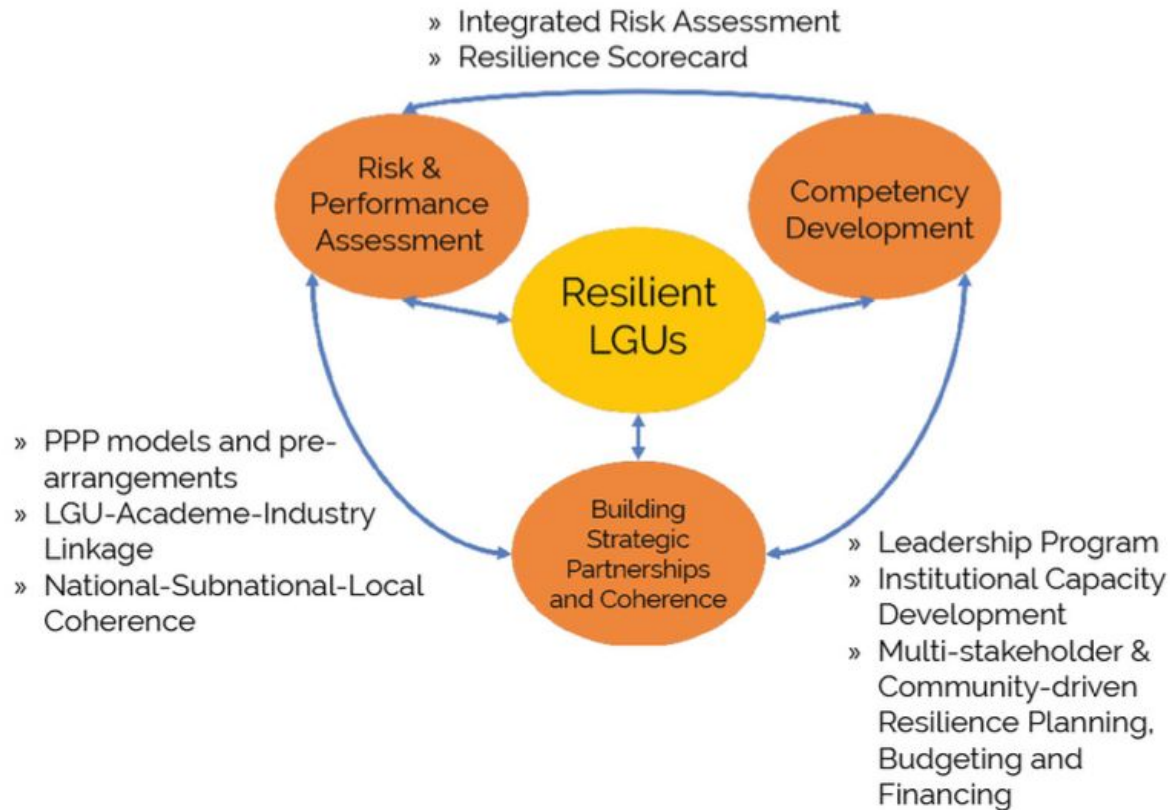 » Integrated Risk Assessment
» Resilience Scorecard
Risk &
Performance
Assessment
Competency
Development
Resilient
LGUs
» PPP models and pre-
arrangements
» LGU-Academe-Industry
Linkage
» National-Subnational-Local
Coherence
Building
Strategic
Partnerships
and Coherence
» Leadership Program
» Institutional Capacity
Development
» Multi-stakeholder &
Community-driven
Resilience Planning,
Budgeting and
Financing